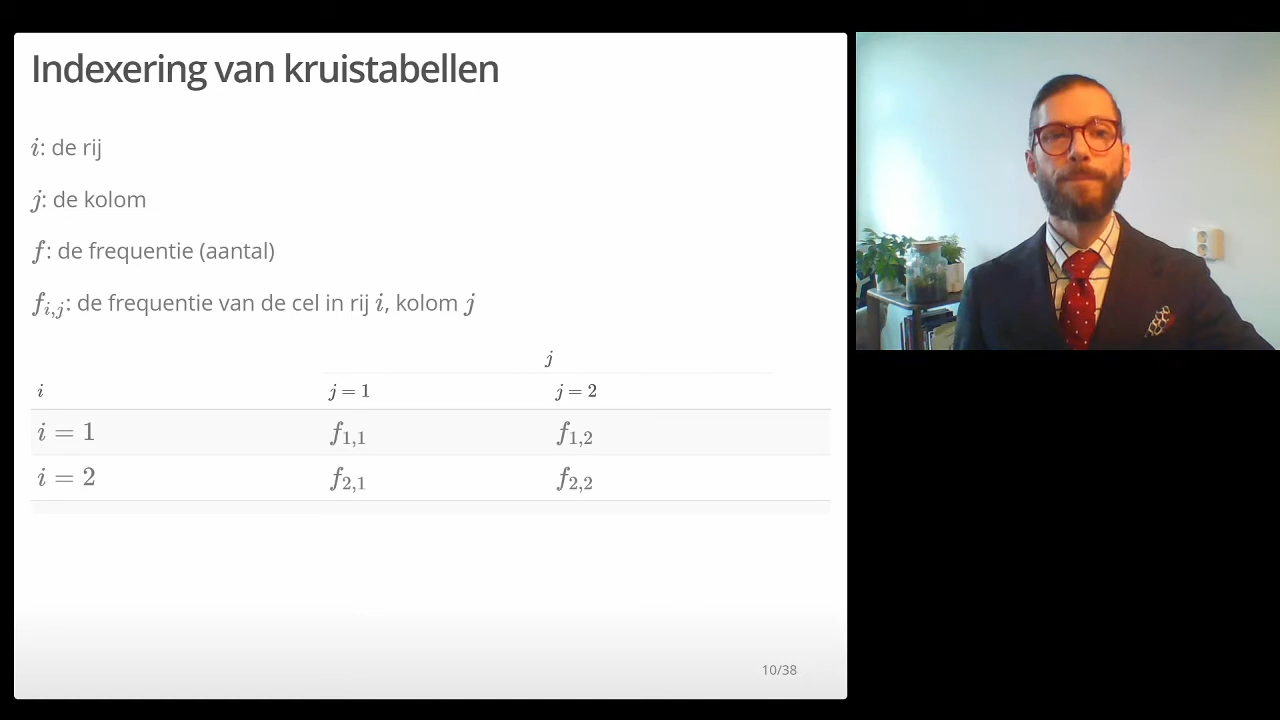 Indexering van kruistabellen
i: de rij
j: de kolom
f: de frequentie (aantal)
f_{i,j}: de frequentie van de cel in rij i, kolom j
j
i j = 1 j = 2
i = 1 f_{1,1} f_{1,2}
i = 2 f_{2,1} f_{2,2}
10/38